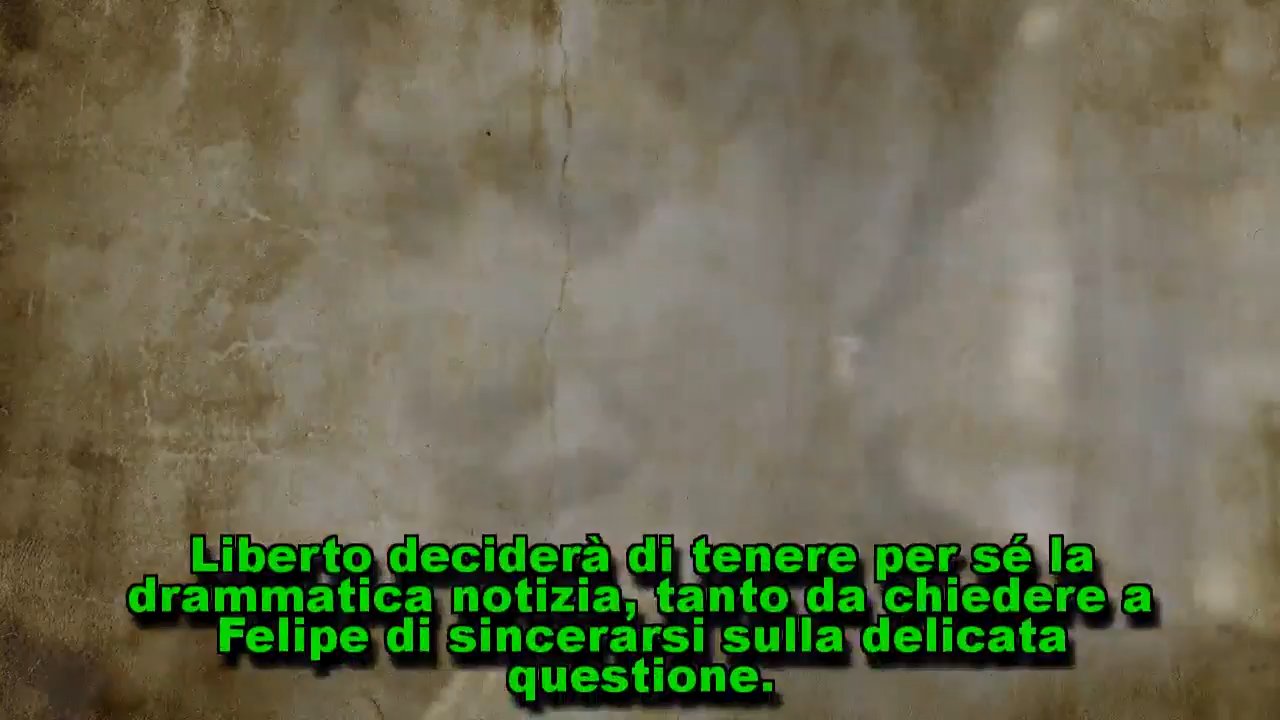 Liberto deciderà di tenere per sé la
drammatica notizia, tanto da chiedere a
Felipe di sincerarsi sulla delicata
questione.